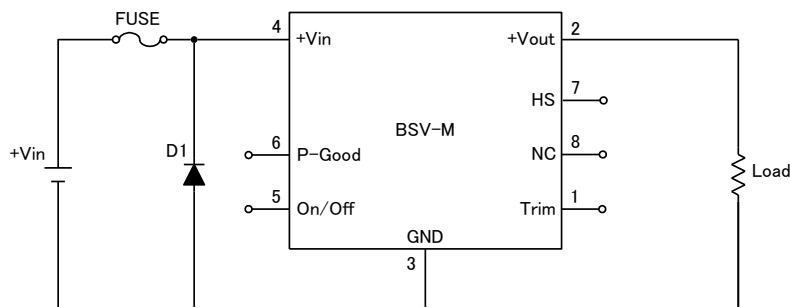 FUSE
4
+Vin
+Vout
2
HS
7
BSV-M
+Vin
D1
6
P-Good
NC
8
Load
5
On/Off
Trim
1
GND
3